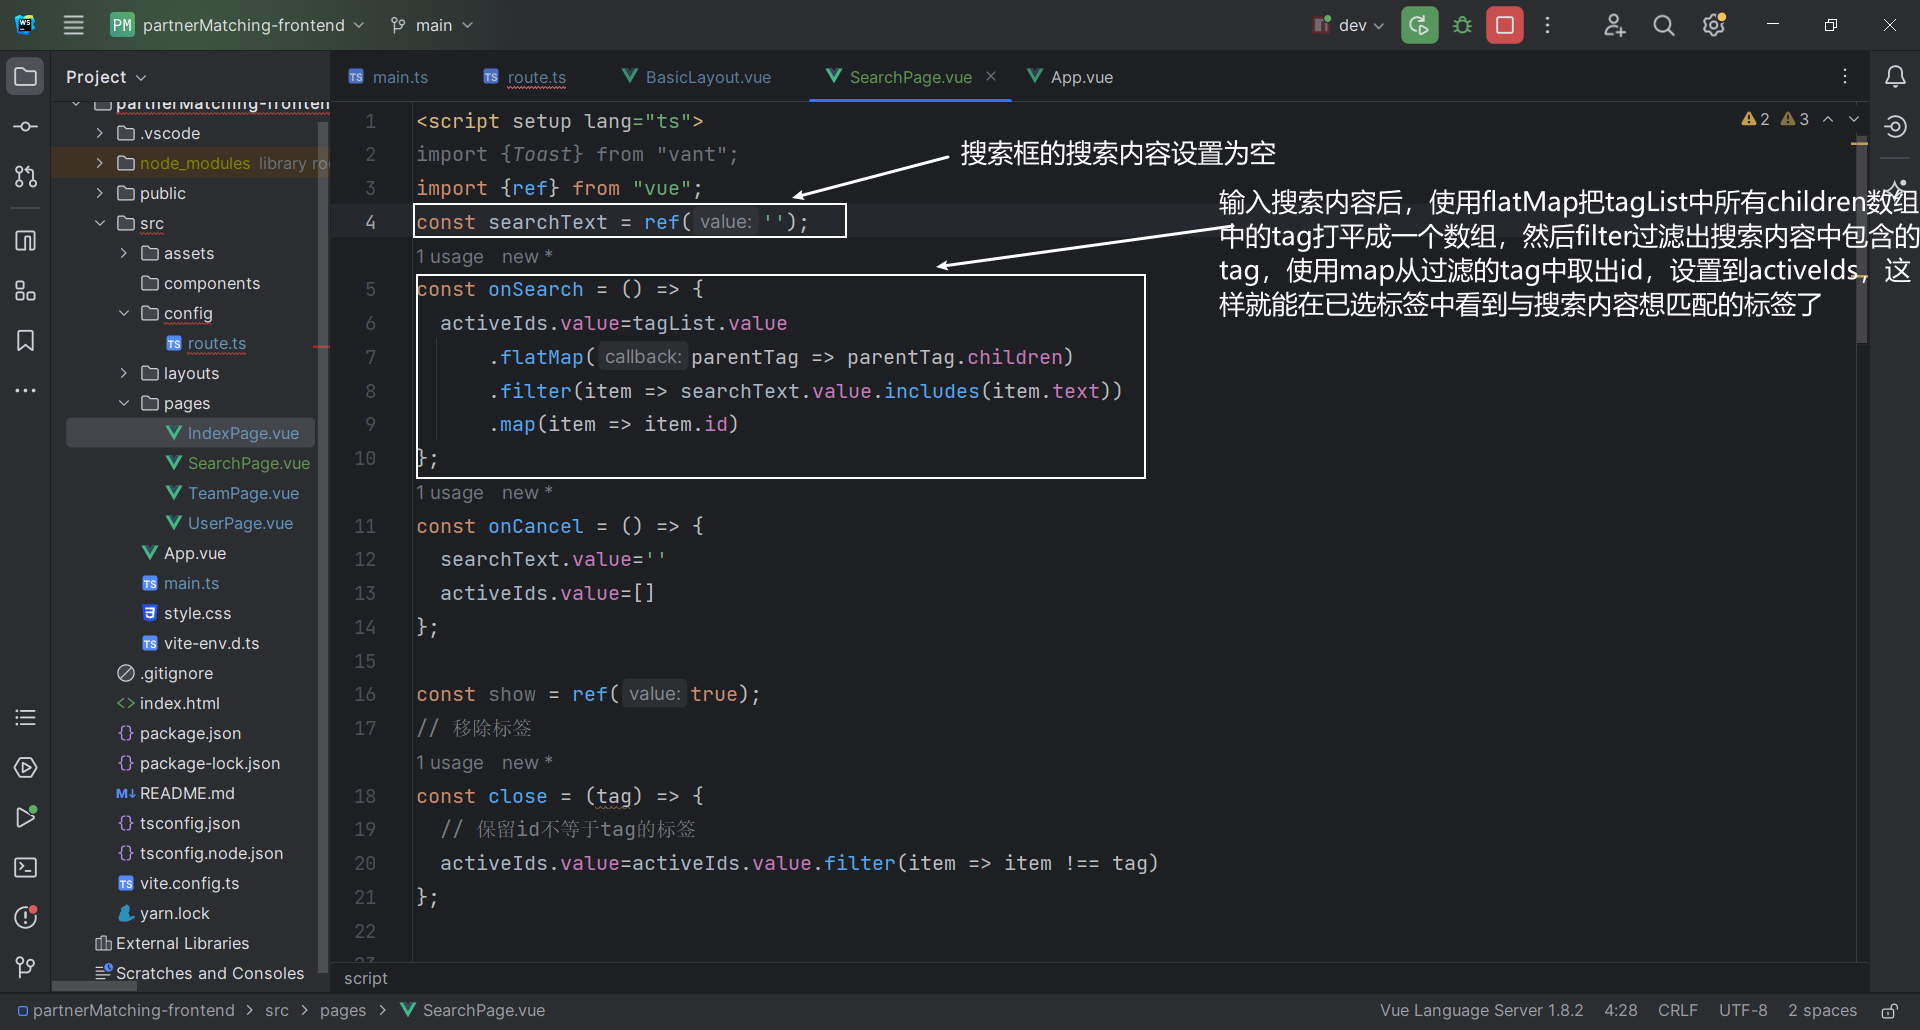 WS
PM partnerMatching-frontend
main
dev
Project
partnerMatching-frontend
.vscode
node_modules library ro
public
src
assets
components
config
TS route.ts
layouts
pages
IndexPage.vue
SearchPage.vue
TeamPage.vue
UserPage.vue
App.vue
TS main.ts
style.css
TS vite-env.d.ts
.gitignore
<> index.html
{} package.json
{} package-lock.json
M↓ README.md
{} tsconfig.json
{} tsconfig.node.json
TS vite.config.ts
yarn.lock
External Libraries
Scratches and Consoles
TS main.ts
TS route.ts
BasicLayout.vue
SearchPage.vue
App.vue
2 3
1 <script setup lang="ts">
2 import {Toast} from "vant";
3 import {ref} from "vue";
4 const searchText = ref( value: '');
1 usage new *
5 const onSearch = () => {
6 activeIds.value=tagList.value
7 .flatMap( callback: parentTag => parentTag.children)
8 .filter(item => searchText.value.includes(item.text))
9 .map(item => item.id)
10 };
1 usage new *
11 const onCancel = () => {
12 searchText.value=''
13 activeIds.value=[]
14 };
15
16 const show = ref( value: true);
17 // 移除标签
1 usage new *
18 const close = (tag) => {
19 // 保留id不等于tag的标签
20 activeIds.value=activeIds.value.filter(item => item !== tag)
21 };
22
搜索框的搜索内容设置为空
输入搜索内容后，使用flatMap把tagList中所有children数组
中的tag打平成一个数组，然后filter过滤出搜索内容中包含的
tag，使用map从过滤的tag中取出id，设置到activeIds，这
样就能在已选标签中看到与搜索内容想匹配的标签了
script
partnerMatching-frontend > src > pages > SearchPage.vue
Vue Language Server 1.8.2 4:28 CRLF UTF-8 2 spaces